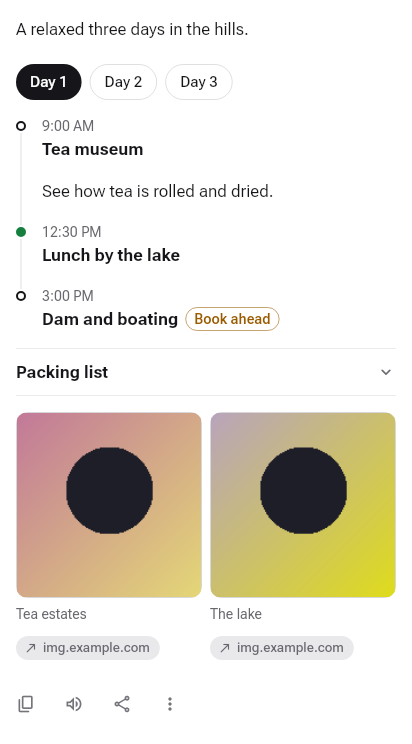 A relaxed three days in the hills.
Day 1 Day 2 Day 3
9:00 AM
Tea museum
See how tea is rolled and dried.
12:30 PM
Lunch by the lake
3:00 PM
Dam and boating Book ahead
Packing list
Tea estates The lake
img.example.com img.example.com